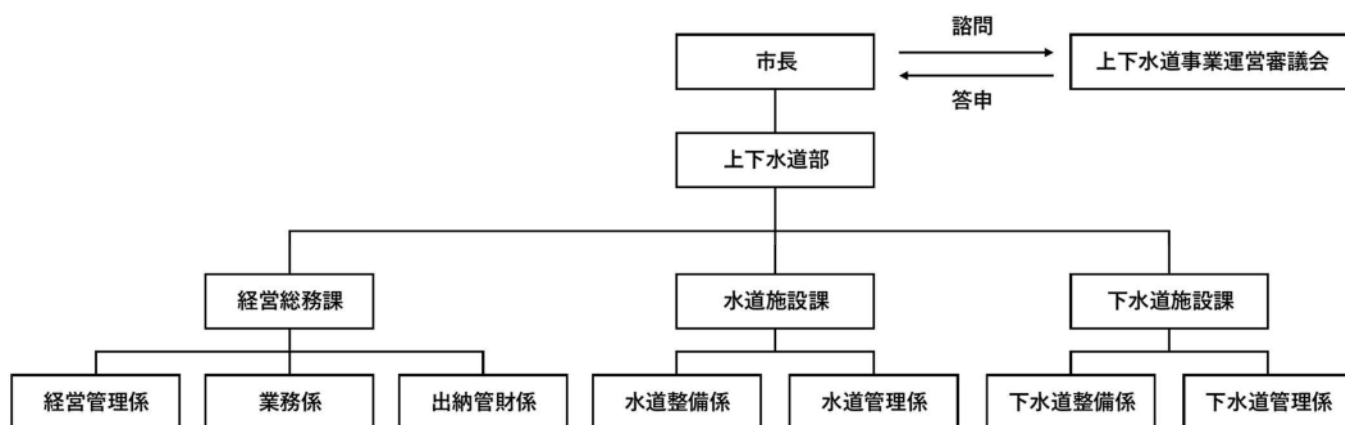 諮問
市長
上下水道事業運営審議会
答申
上下水道部
経営総務課
水道施設課
下水道施設課
経営管理係
業務係
出納管財係
水道整備係
水道管理係
下水道整備係
下水道管理係